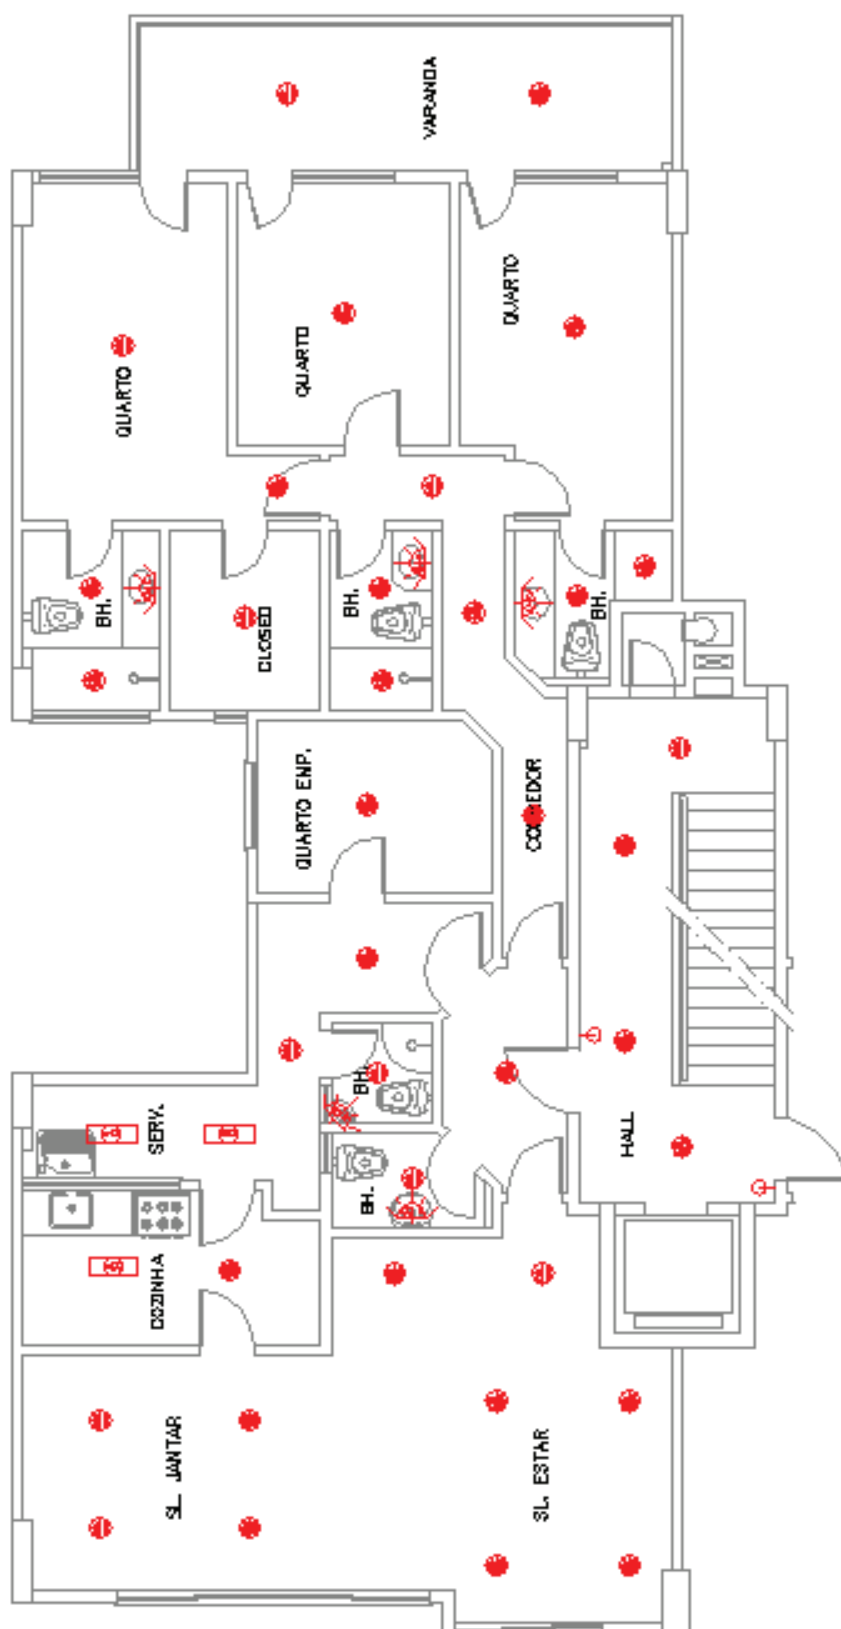 VARANDA
QUARTO
QUARTO
QUARTO
BH.
CLOSED
BH.
BH.
QUARTO EMP.
CORREDOR
SERV.
BH.
BH.
HALL
COZINHA
SL. JANTAR
SL. ESTAR